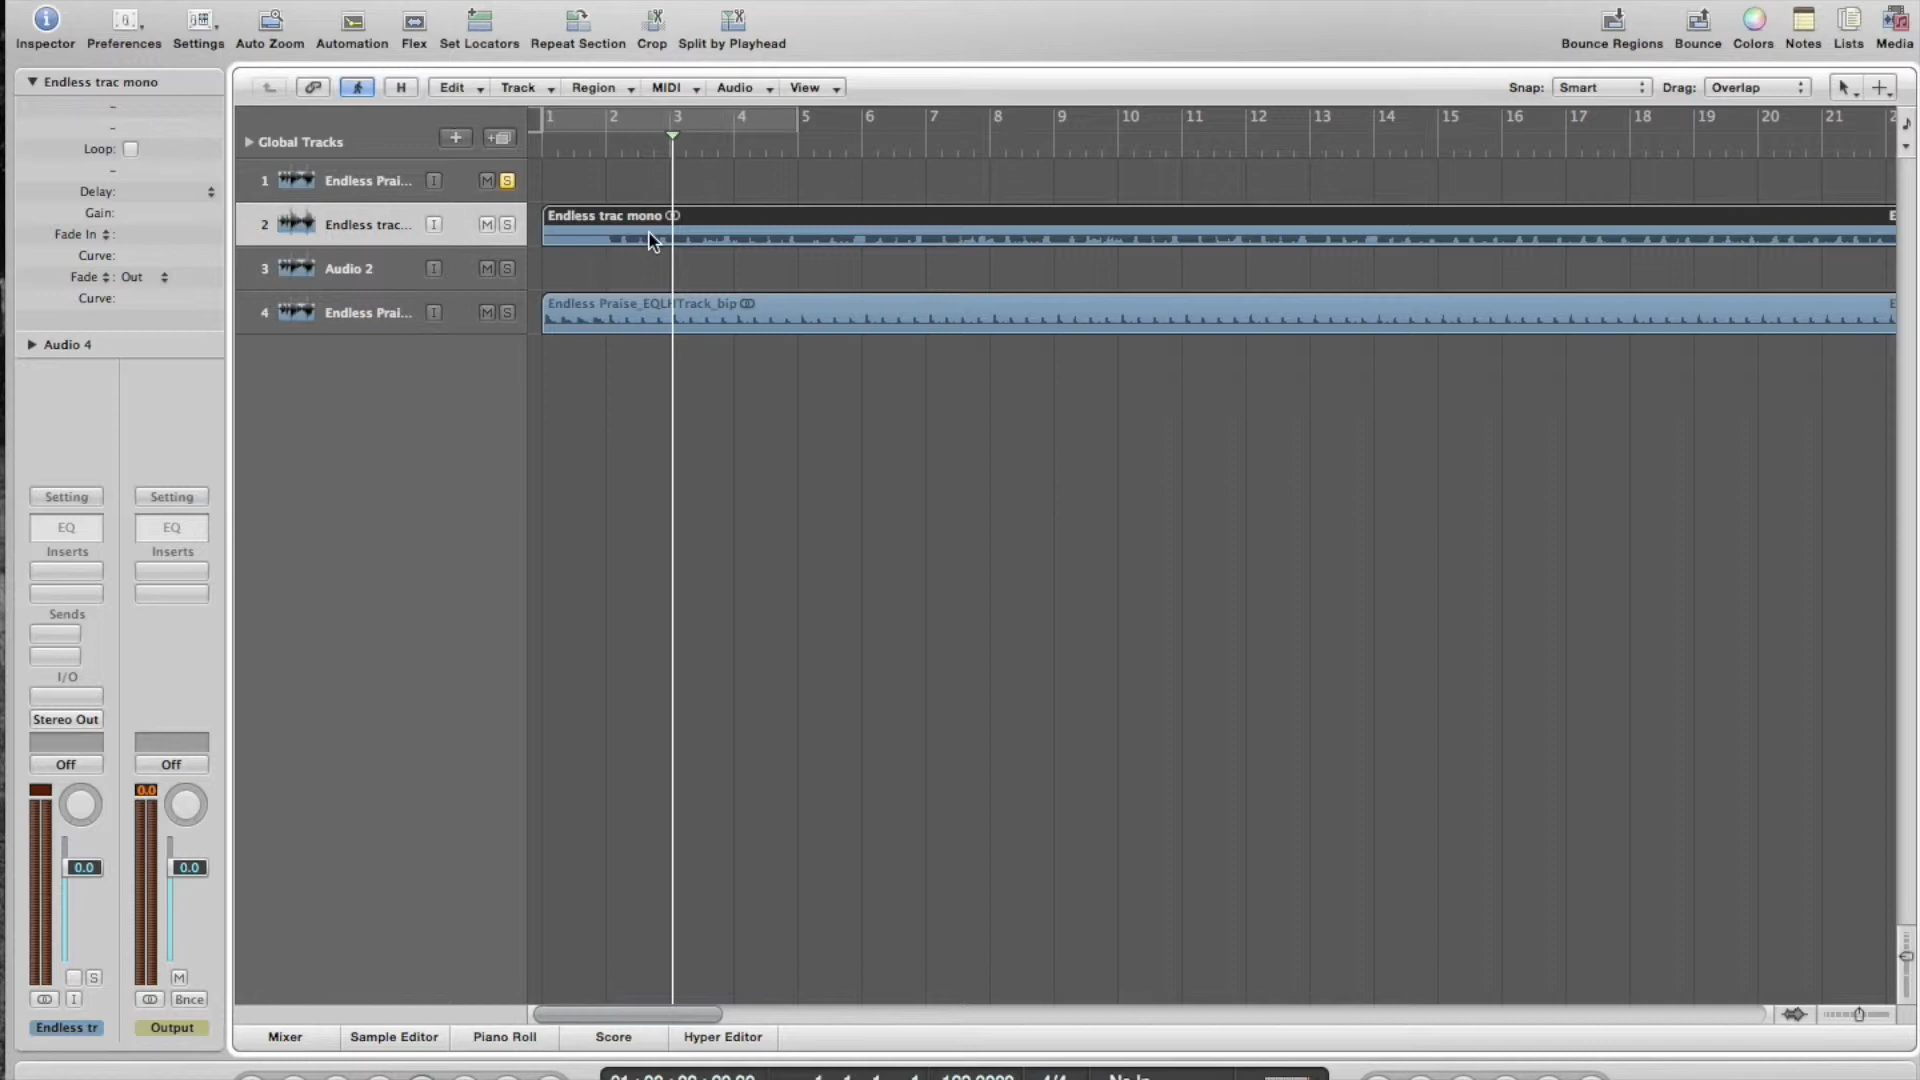 Inspector Preferences Settings Auto Zoom Automation Flex Set Locators Repeat Section Crop Split by Playhead Bounce Regions Bounce Colors Notes Lists Media
Endless trac mono
H Edit Track Region MIDI Audio View Snap: Smart Drag: Overlap
1 2 3 4 5 6 7 8 9 10 11 12 13 14 15 16 17 18 19 20 21
Global Tracks
Loop:
1 Endless Prai... I M S
Delay:
Gain:
2 Endless trac... I M S
Endless trac mono
Fade In :
Curve:
3 Audio 2 I M S
Fade : Out
Curve:
4 Endless Prai... I M S
Endless Praise_EQLHTrack_bip
Audio 4
Setting Setting
EQ EQ
Inserts Inserts
Sends
I/O
Stereo Out
Off Off
0.0
0.0 0.0
S M
I Bnce
Endless tr Output
Mixer Sample Editor Piano Roll Score Hyper Editor